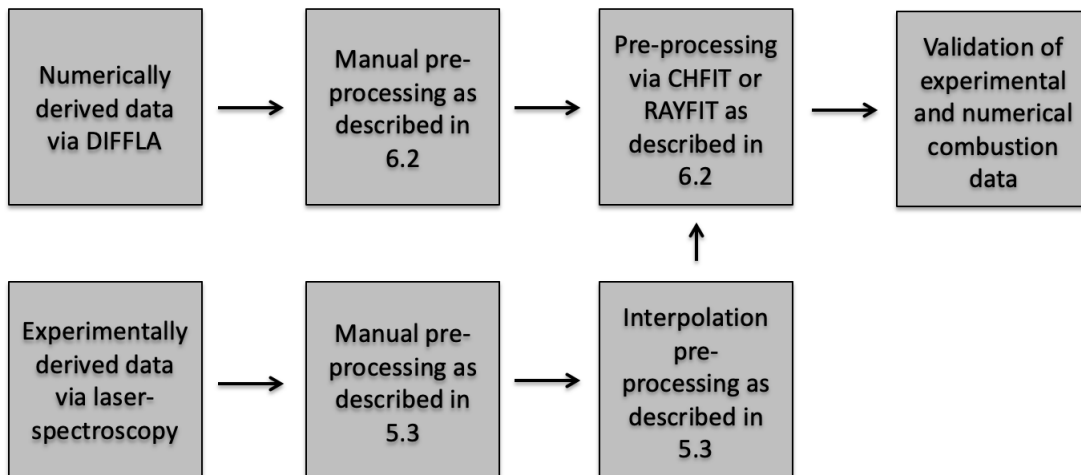 Numerically
derived data
via DIFFLA
Manual pre-
processing as
described in
6.2
Pre-processing
via CHFIT or
RAYFIT as
described in
6.2
Validation of
experimental
and numerical
combustion
data
Experimentally
derived data
via laser-
spectroscopy
Manual pre-
processing as
described in
5.3
Interpolation
pre-
processing as
described in
5.3